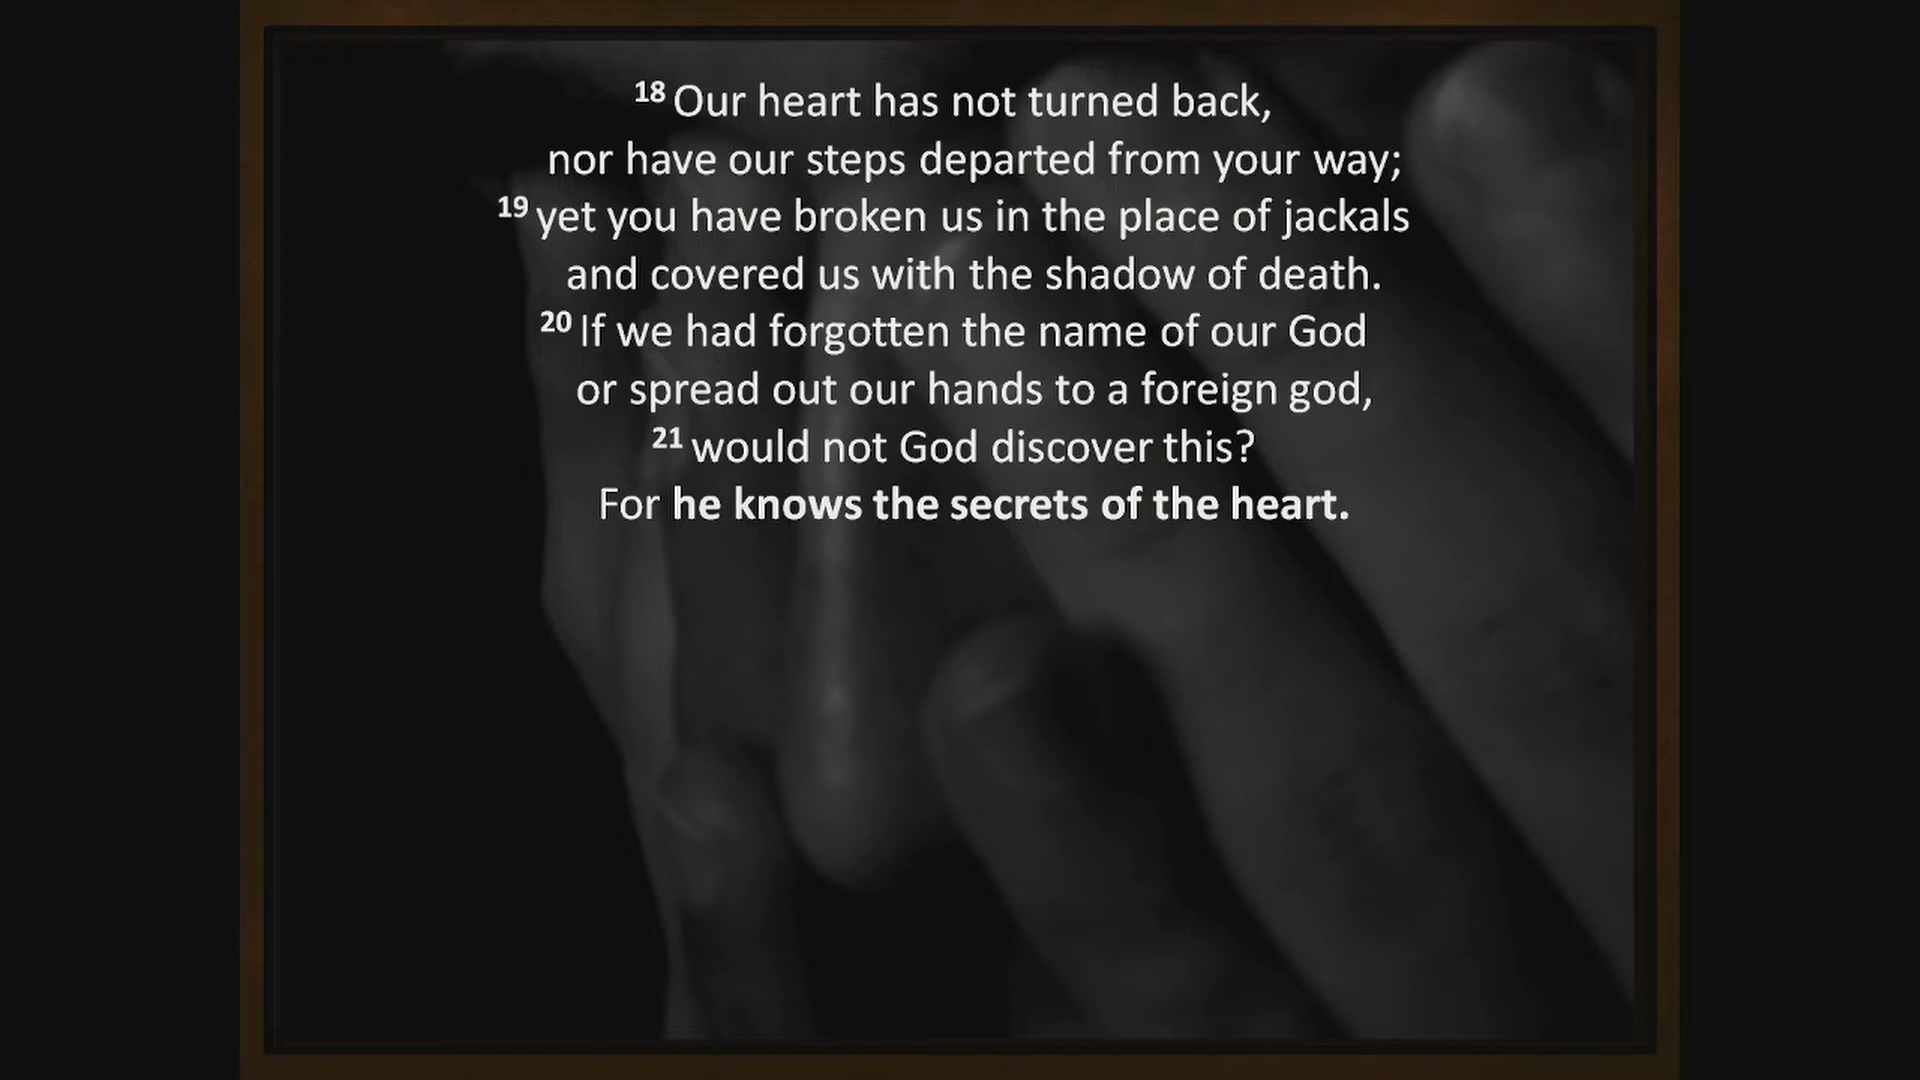 18 Our heart has not turned back,
nor have our steps departed from your way;
19 yet you have broken us in the place of jackals
and covered us with the shadow of death.
20 If we had forgotten the name of our God
or spread out our hands to a foreign god,
21 would not God discover this?
For he knows the secrets of the heart.